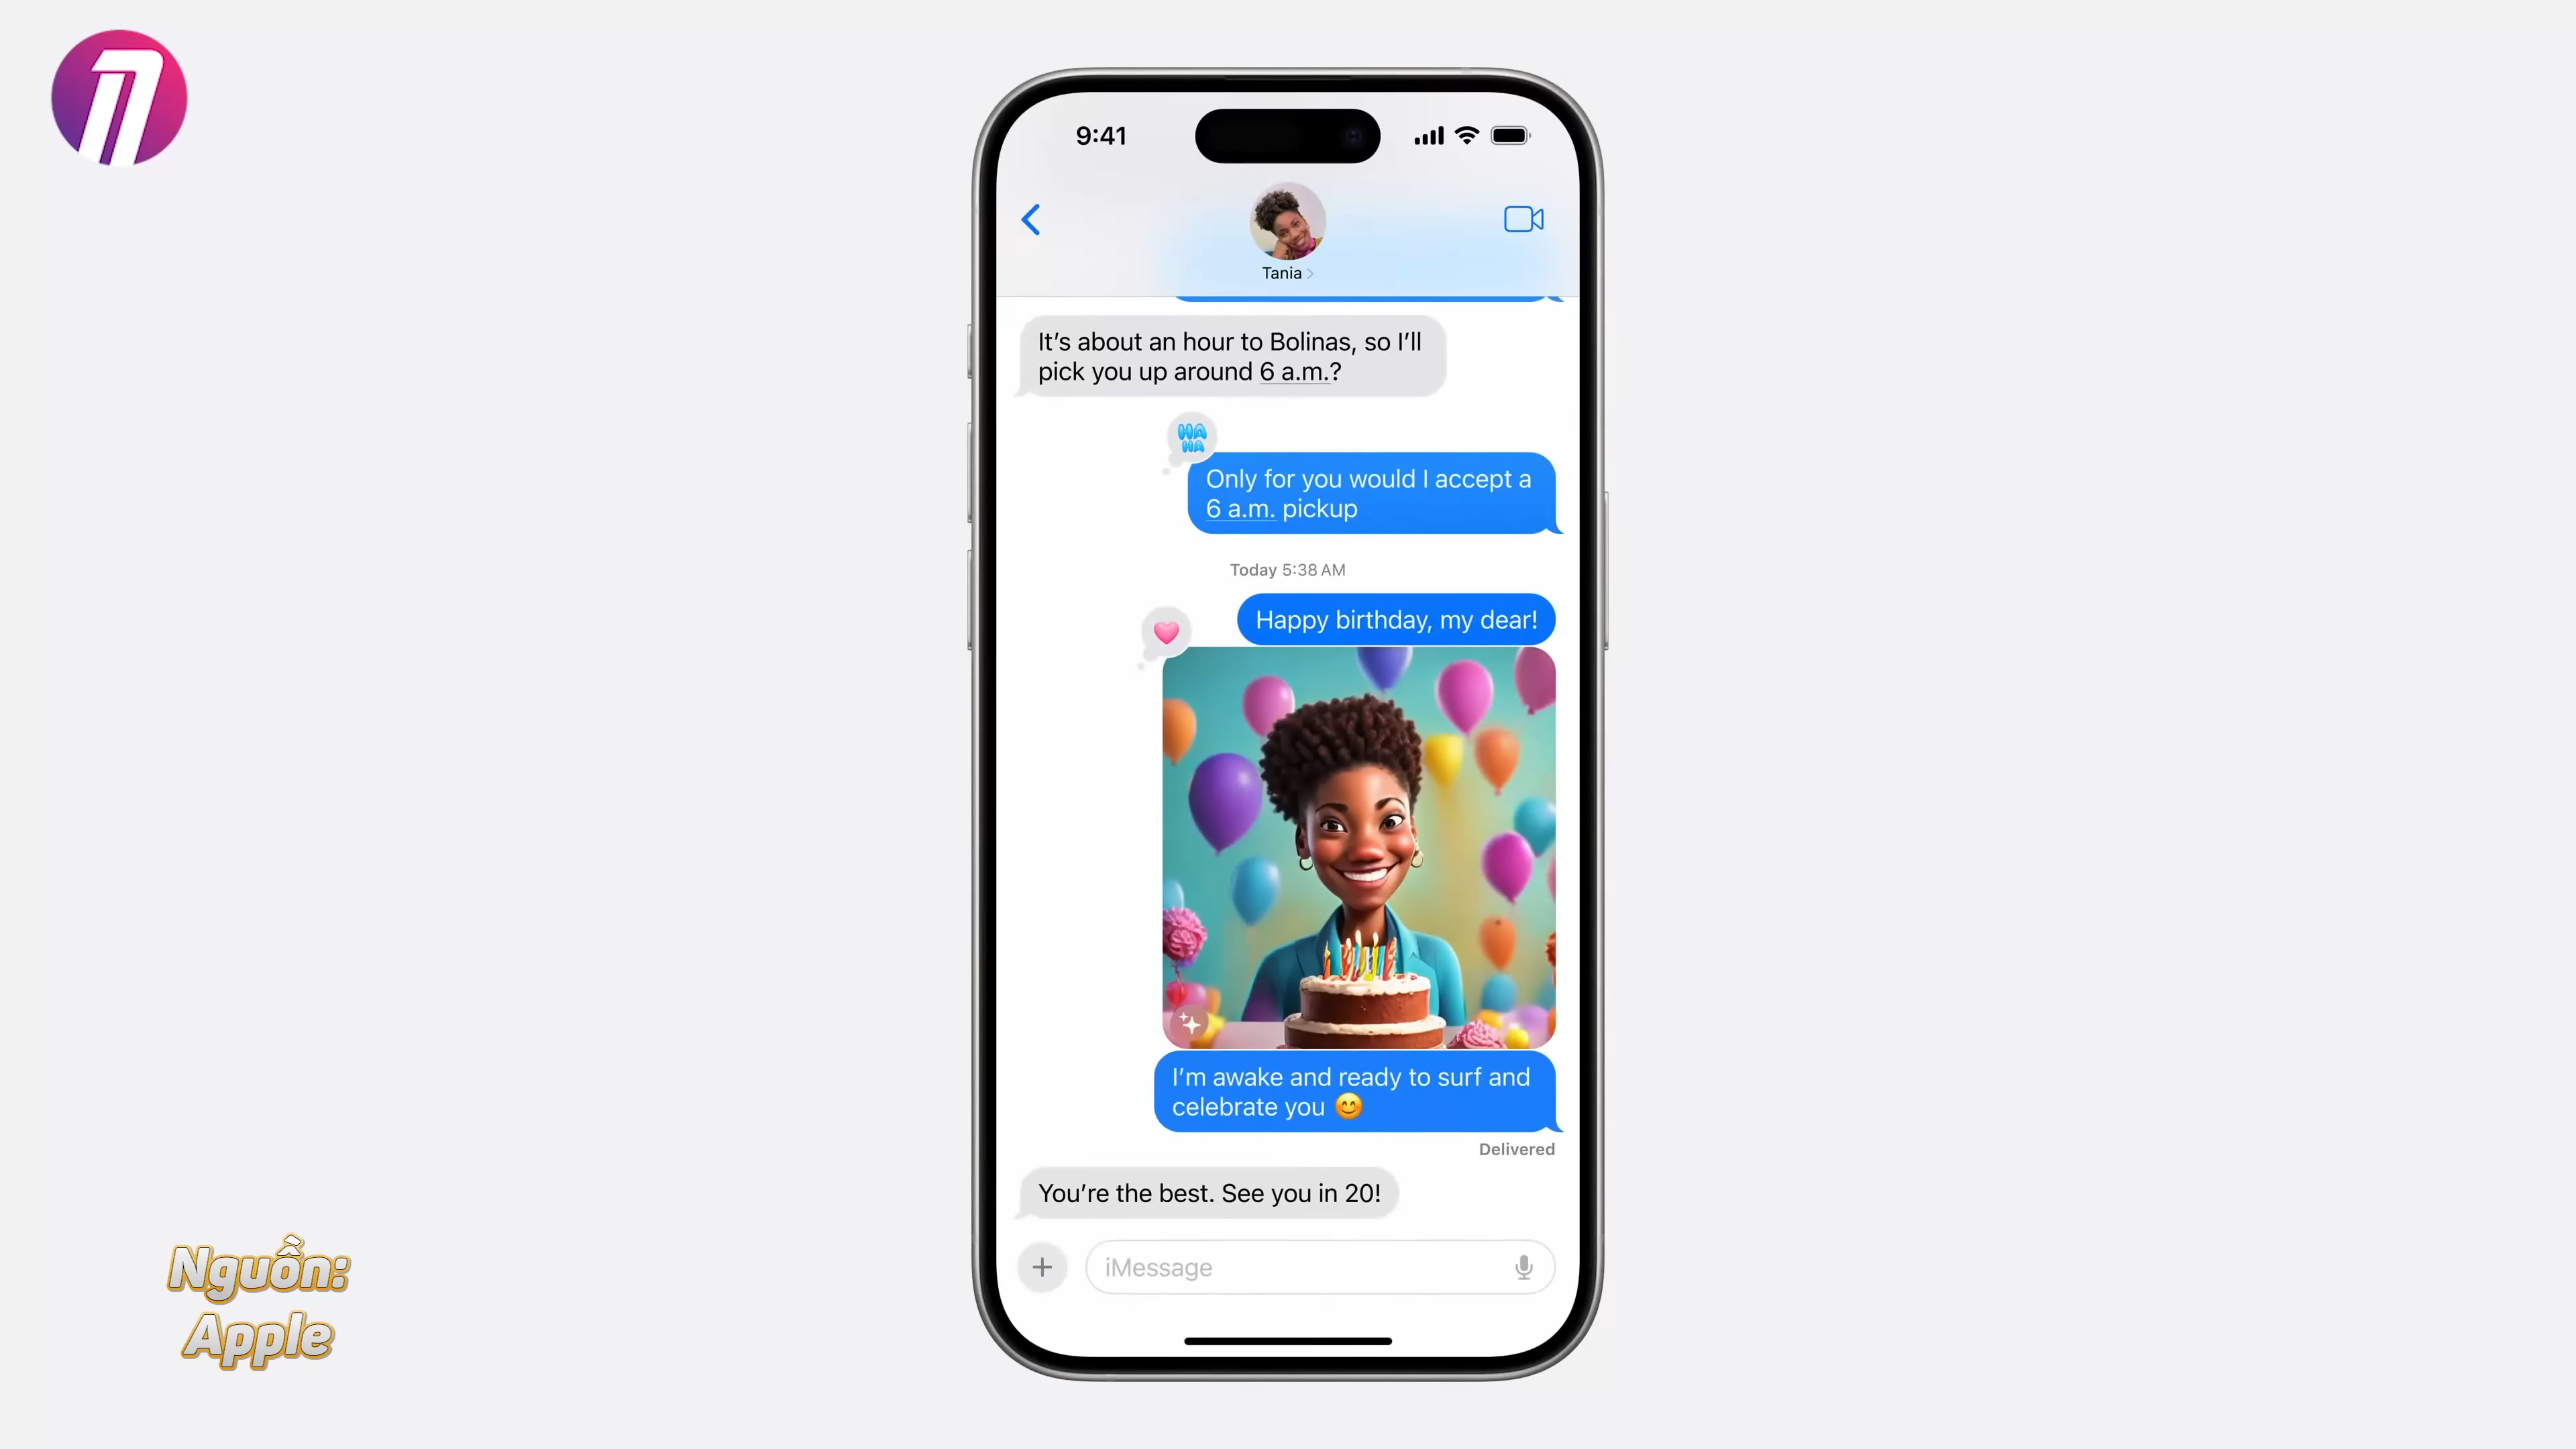 9:41
Tania
It’s about an hour to Bolinas, so I’ll
pick you up around 6 a.m.?
HA
HA
Only for you would I accept a
6 a.m. pickup
Today 5:38 AM
Happy birthday, my dear!
I’m awake and ready to surf and
celebrate you 😊
Delivered
You’re the best. See you in 20!
iMessage
Nguồn:
Apple